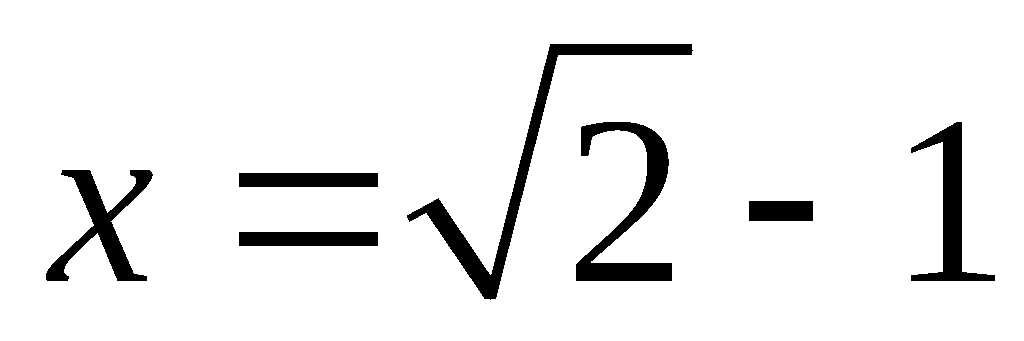 x = √2 - 1